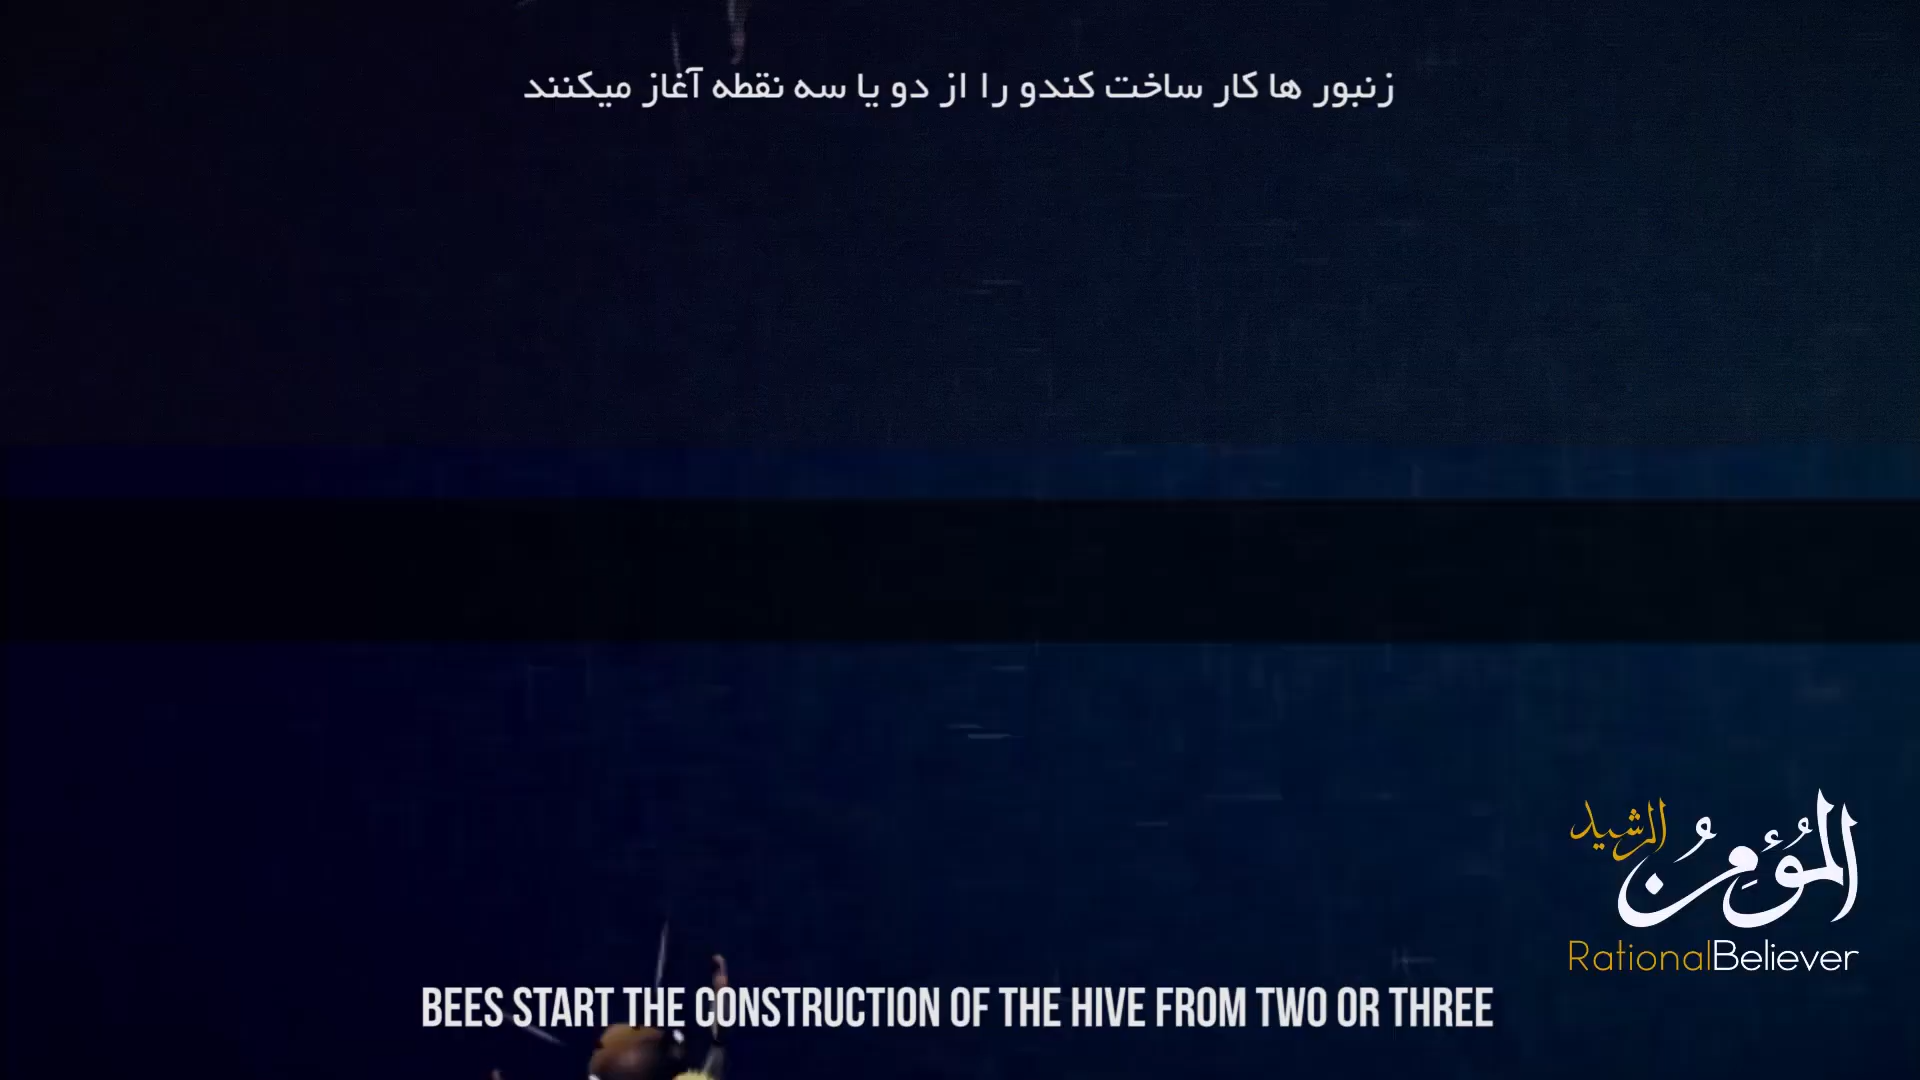 زنبور ها کار ساخت کندو را از دو یا سه نقطه آغاز میکنند
المُؤْمِنُ الرشيد
RationalBeliever
BEES START THE CONSTRUCTION OF THE HIVE FROM TWO OR THREE